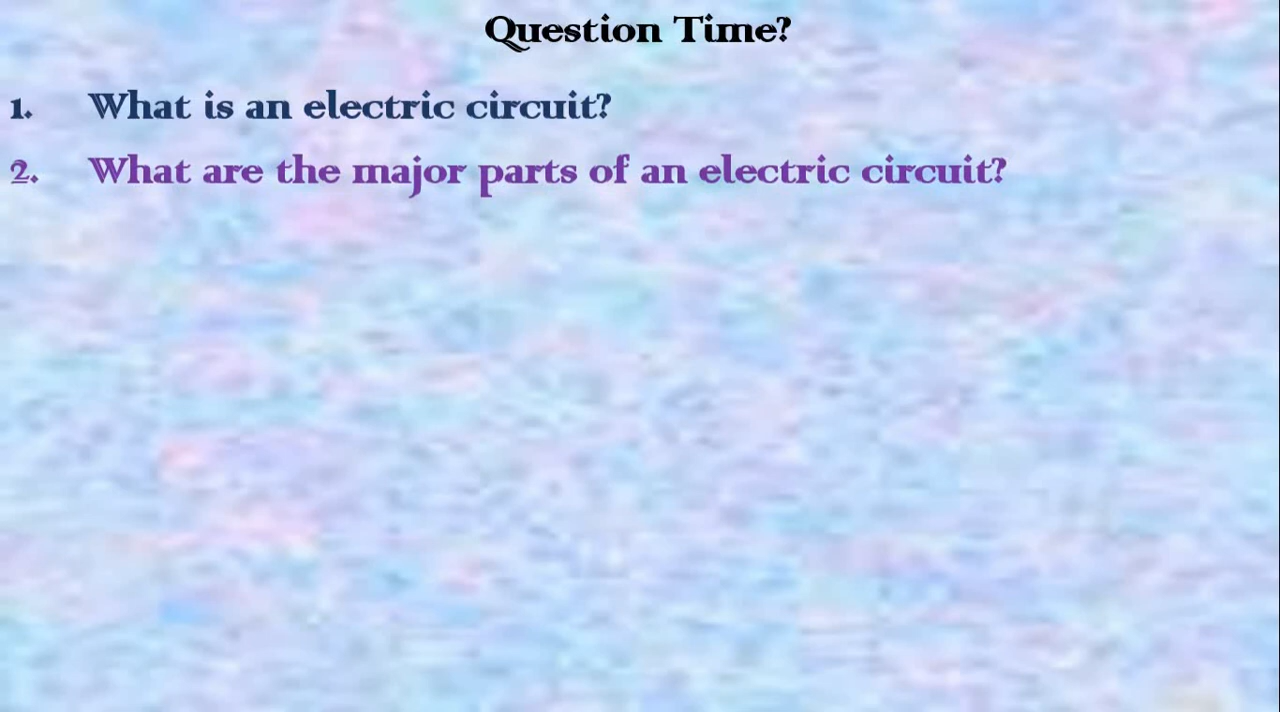 Question Time?
1. What is an electric circuit?
2. What are the major parts of an electric circuit?